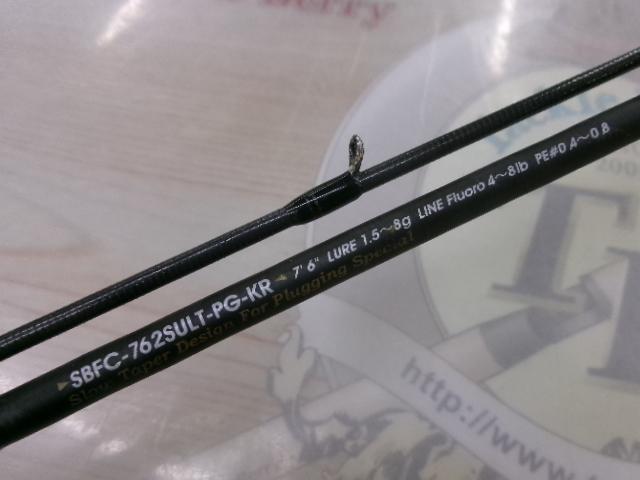 Berry
SBFC-762SULT-PG-KR 7'6" LURE 1.5~8g LINE Fluoro 4~8lb PE#0.4~0.8
Slow Taper Design For Plugging Special
http://www.